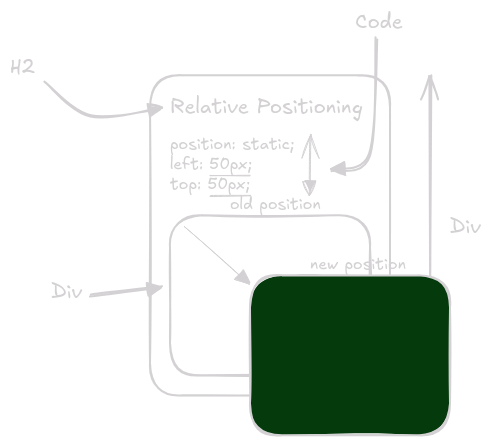 Code
H2
Relative Positioning
position: static;
left: 50px;
top: 50px;
old position
Div
new position
Div